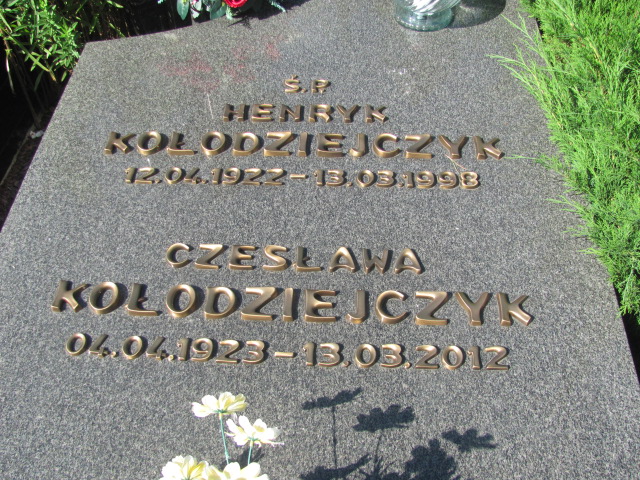 Ś.P.
HENRYK
KOŁODZIEJCZYK
12.04.1922 – 13.03.1998
CZESŁAWA
KOŁODZIEJCZYK
04.04.1923 – 13.03.2012